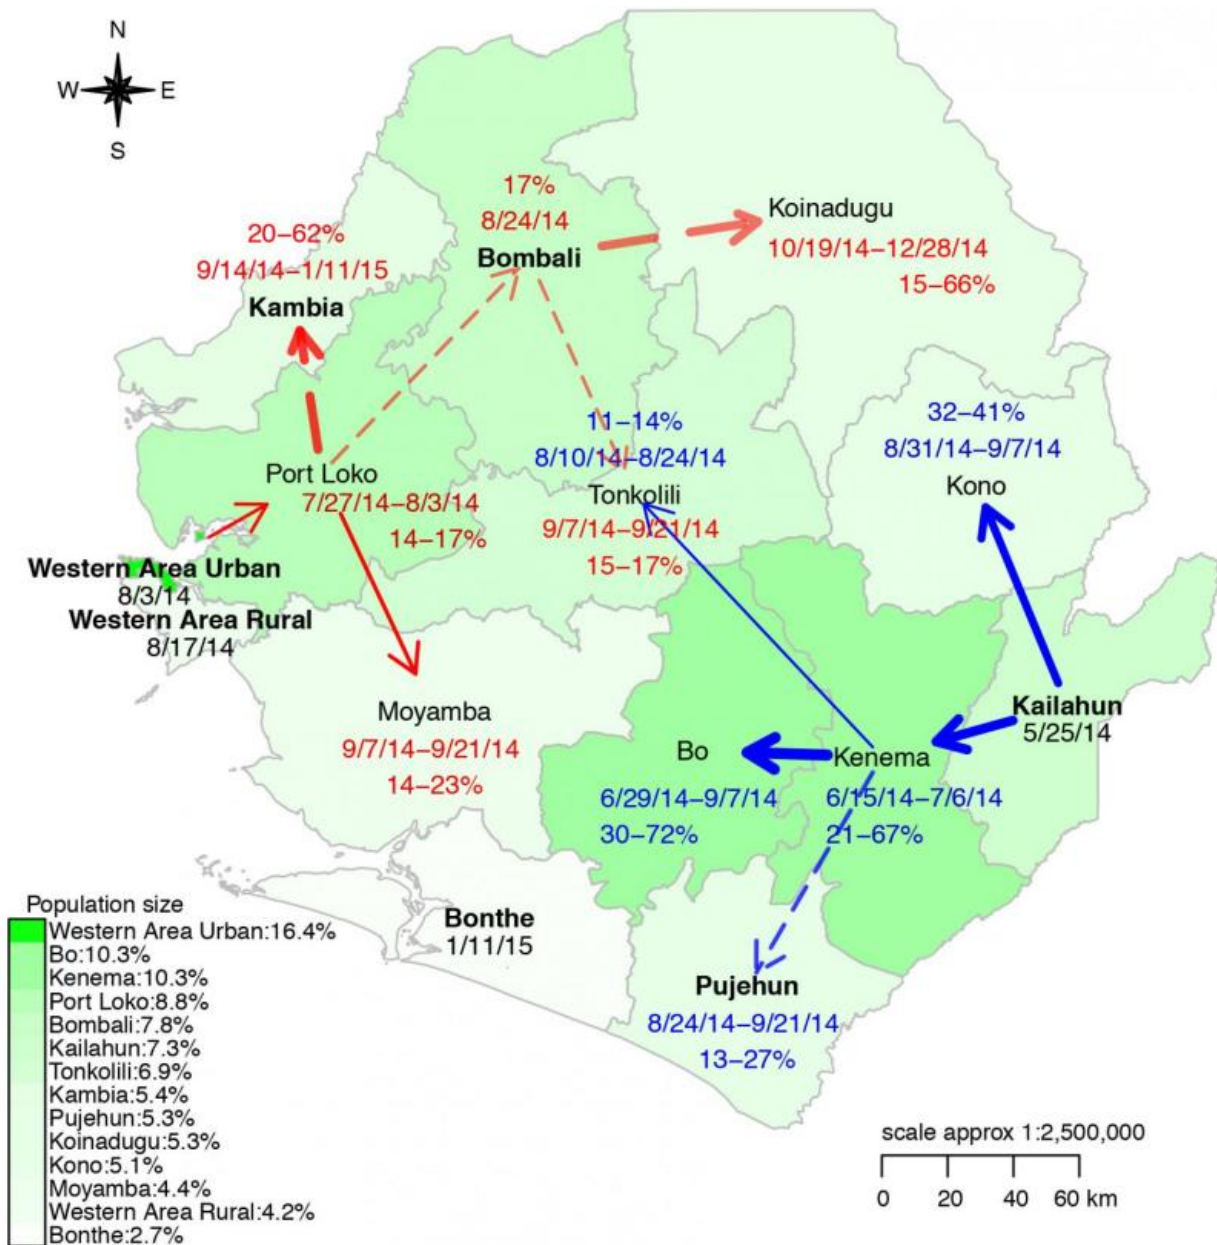 N
W E
S
17%
8/24/14
Bombali
Koinadugu
10/19/14–12/28/14
15–66%
20–62%
9/14/14–1/11/15
Kambia
11–14%
8/10/14–8/24/14
Tonkolili
9/7/14–9/21/14
15–17%
32–41%
8/31/14–9/7/14
Kono
Port Loko
7/27/14–8/3/14
14–17%
Western Area Urban
8/3/14
Western Area Rural
8/17/14
Moyamba
9/7/14–9/21/14
14–23%
Bo
6/29/14–9/7/14
30–72%
Kenema
6/15/14–7/6/14
21–67%
Kailahun
5/25/14
Bonthe
1/11/15
Pujehun
8/24/14–9/21/14
13–27%
Population size
Western Area Urban:16.4%
Bo:10.3%
Kenema:10.3%
Port Loko:8.8%
Bombali:7.8%
Kailahun:7.3%
Tonkolili:6.9%
Kambia:5.4%
Pujehun:5.3%
Koinadugu:5.3%
Kono:5.1%
Moyamba:4.4%
Western Area Rural:4.2%
Bonthe:2.7%
scale approx 1:2,500,000
0 20 40 60 km